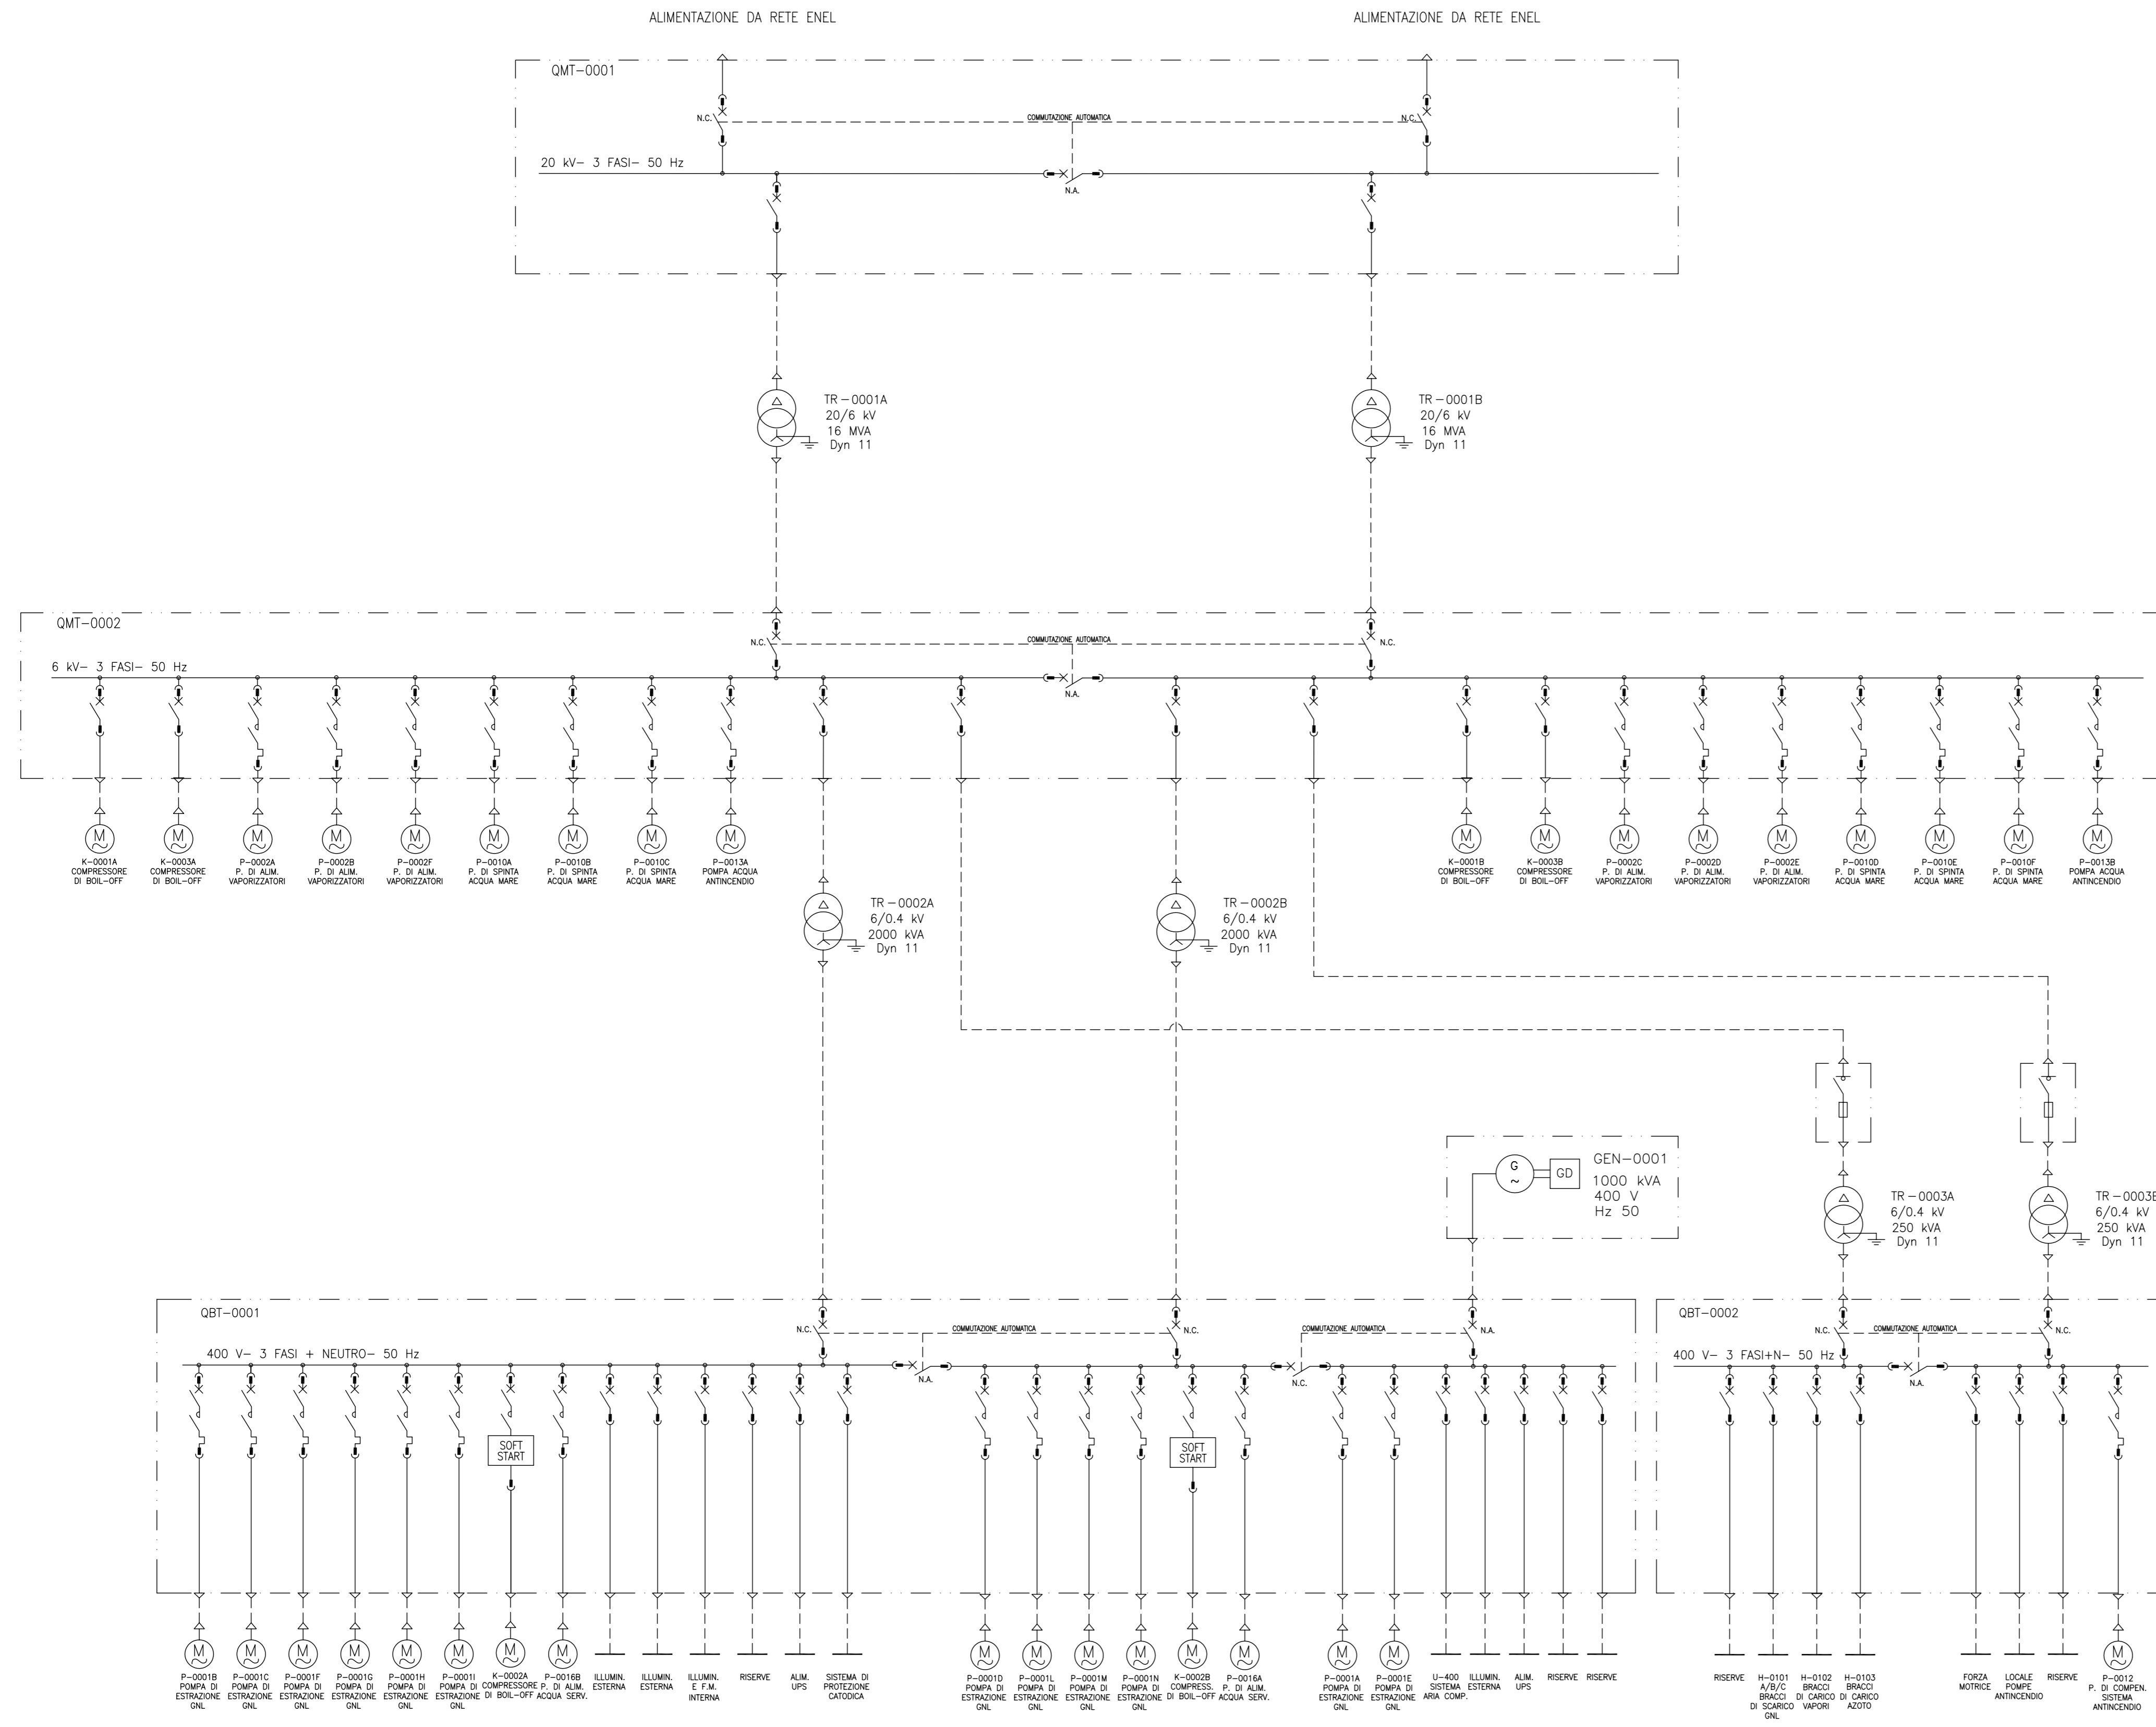 ALIMENTAZIONE DA RETE ENEL
ALIMENTAZIONE DA RETE ENEL
QMT-0001
N.C.
COMMUTAZIONE AUTOMATICA
N.C.
20 kV- 3 FASI- 50 Hz
N.A.
TR-0001A
20/6 kV
16 MVA
Dyn 11
TR-0001B
20/6 kV
16 MVA
Dyn 11
QMT-0002
N.C.
COMMUTAZIONE AUTOMATICA
N.C.
6 kV- 3 FASI- 50 Hz
N.A.
M
K-0001A
COMPRESSORE
DI BOIL-OFF
M
K-0003A
COMPRESSORE
DI BOIL-OFF
M
P-0002A
P. DI ALIM.
VAPORIZZATORI
M
P-0002B
P. DI ALIM.
VAPORIZZATORI
M
P-0002F
P. DI ALIM.
VAPORIZZATORI
M
P-0010A
P. DI SPINTA
ACQUA MARE
M
P-0010B
P. DI SPINTA
ACQUA MARE
M
P-0010C
P. DI SPINTA
ACQUA MARE
M
P-0013A
POMPA ACQUA
ANTINCENDIO
M
K-0001B
COMPRESSORE
DI BOIL-OFF
M
K-0003B
COMPRESSORE
DI BOIL-OFF
M
P-0002C
P. DI ALIM.
VAPORIZZATORI
M
P-0002D
P. DI ALIM.
VAPORIZZATORI
M
P-0002E
P. DI ALIM.
VAPORIZZATORI
M
P-0010D
P. DI SPINTA
ACQUA MARE
M
P-0010E
P. DI SPINTA
ACQUA MARE
M
P-0010F
P. DI SPINTA
ACQUA MARE
M
P-0013B
POMPA ACQUA
ANTINCENDIO
TR-0002A
6/0.4 kV
2000 kVA
Dyn 11
TR-0002B
6/0.4 kV
2000 kVA
Dyn 11
G
~
GD
GEN-0001
1000 kVA
400 V
Hz 50
TR-0003A
6/0.4 kV
250 kVA
Dyn 11
TR-0003B
6/0.4 kV
250 kVA
Dyn 11
QBT-0001
N.C.
COMMUTAZIONE AUTOMATICA
N.C.
COMMUTAZIONE AUTOMATICA
N.A.
400 V- 3 FASI + NEUTRO- 50 Hz
N.A.
N.C.
SOFT
START
SOFT
START
QBT-0002
N.C.
COMMUTAZIONE AUTOMATICA
N.C.
400 V- 3 FASI+N- 50 Hz
N.A.
M
P-0001B
POMPA DI
ESTRAZIONE
GNL
M
P-0001C
POMPA DI
ESTRAZIONE
GNL
M
P-0001F
POMPA DI
ESTRAZIONE
GNL
M
P-0001G
POMPA DI
ESTRAZIONE
GNL
M
P-0001H
POMPA DI
ESTRAZIONE
GNL
M
P-0001I
POMPA DI
ESTRAZIONE
GNL
M
K-0002A
COMPRESSORE
DI BOIL-OFF
M
P-0016B
P. DI ALIM.
ACQUA SERV.
ILLUMIN.
ESTERNA
ILLUMIN.
ESTERNA
ILLUMIN.
E F.M.
INTERNA
RISERVE
ALIM.
UPS
SISTEMA DI
PROTEZIONE
CATODICA
M
P-0001D
POMPA DI
ESTRAZIONE
GNL
M
P-0001L
POMPA DI
ESTRAZIONE
GNL
M
P-0001M
POMPA DI
ESTRAZIONE
GNL
M
P-0001N
POMPA DI
ESTRAZIONE
GNL
M
K-0002B
COMPRESS.
DI BOIL-OFF
M
P-0016A
P. DI ALIM.
ACQUA SERV.
M
P-0001A
POMPA DI
ESTRAZIONE
GNL
M
P-0001E
POMPA DI
ESTRAZIONE
GNL
U-400
SISTEMA
ARIA COMP.
ILLUMIN.
ESTERNA
ALIM.
UPS
RISERVE
RISERVE
RISERVE
H-0101
A/B/C
BRACCI
DI SCARICO
GNL
H-0102
BRACCI
DI CARICO
VAPORI
H-0103
BRACCI
DI CARICO
AZOTO
FORZA
MOTRICE
LOCALE
POMPE
ANTINCENDIO
RISERVE
M
P-0012
P. DI COMPEN.
SISTEMA
ANTINCENDIO